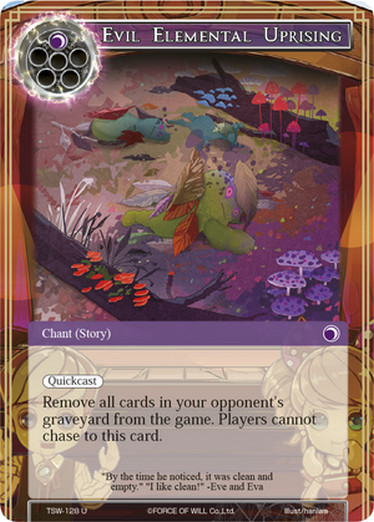 Evil Elemental Uprising
Chant (Story)
Quickcast
Remove all cards in your opponent's
graveyard from the game. Players cannot
chase to this card.
"By the time he noticed, it was clean and
empty." "I like clean!" -Eve and Eva
TSW-128 U ©FORCE OF WILL Co.,Ltd. Illust/hanlam